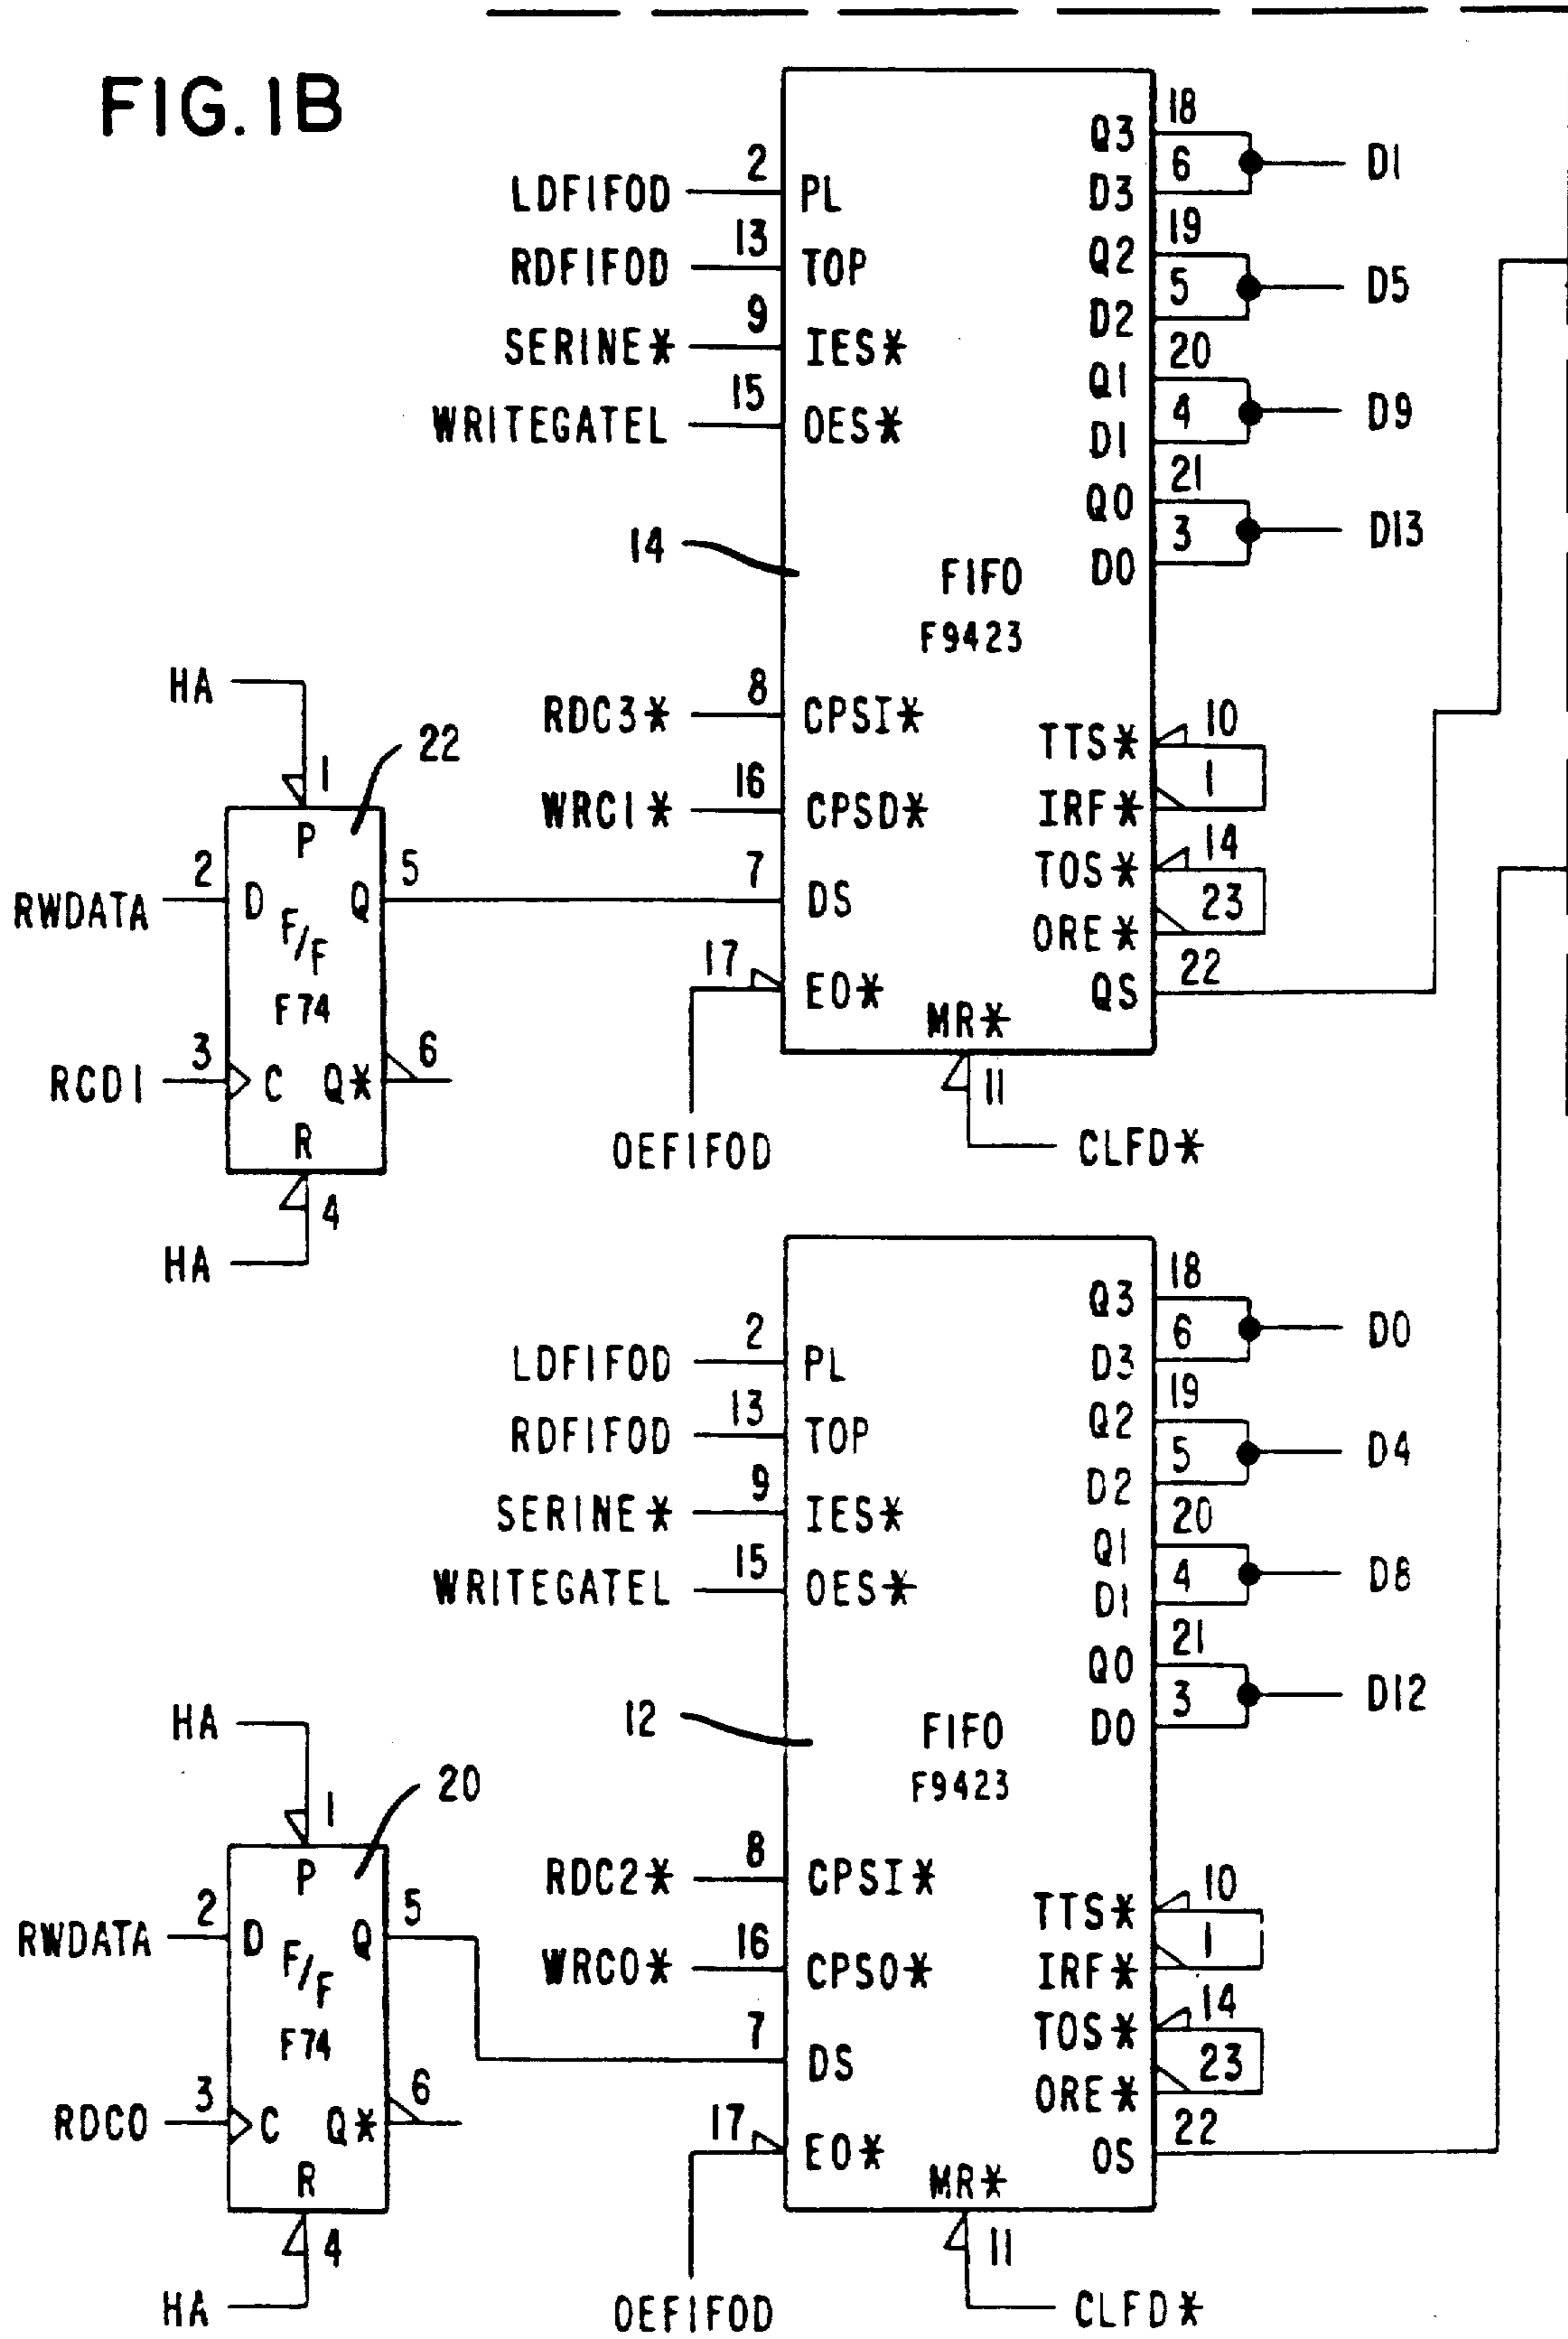 FIG. 1B
18
Q3
D1
6
D3
2
LDFIFOD
PL
19
Q2
D5
5
D2
13
RDFIFOD
TOP
9
SERINE*
IES*
20
Q1
D9
4
D1
15
WRITEGATEL
OES*
21
Q0
D13
3
D0
14
FIFO
F9423
HA
22
1
8
RDC3*
CPSI*
10
TTS*
1
IRF*
16
WRC1*
CPSD*
P
14
TOS*
23
ORE*
2
RWDATA
D
Q
5
7
DS
F/F
F74
22
QS
17
EO*
MR*
3
RCD1
C
Q*
6
11
OEFIFOD
CLFD*
R
4
HA
18
Q3
D0
6
D3
2
LDFIFOD
PL
19
Q2
D4
5
D2
13
RDFIFOD
TOP
9
SERINE*
IES*
20
Q1
D8
4
D1
15
WRITEGATEL
OES*
21
Q0
D12
3
D0
12
FIFO
F9423
HA
20
1
8
RDC2*
CPSI*
10
TTS*
1
IRF*
P
2
RWDATA
D
Q
5
16
WRC0*
CPSO*
F/F
F74
14
TOS*
23
ORE*
7
DS
3
RDC0
C
Q*
6
22
OS
17
EO*
MR*
R
4
11
HA
OEFIFOD
CLFD*